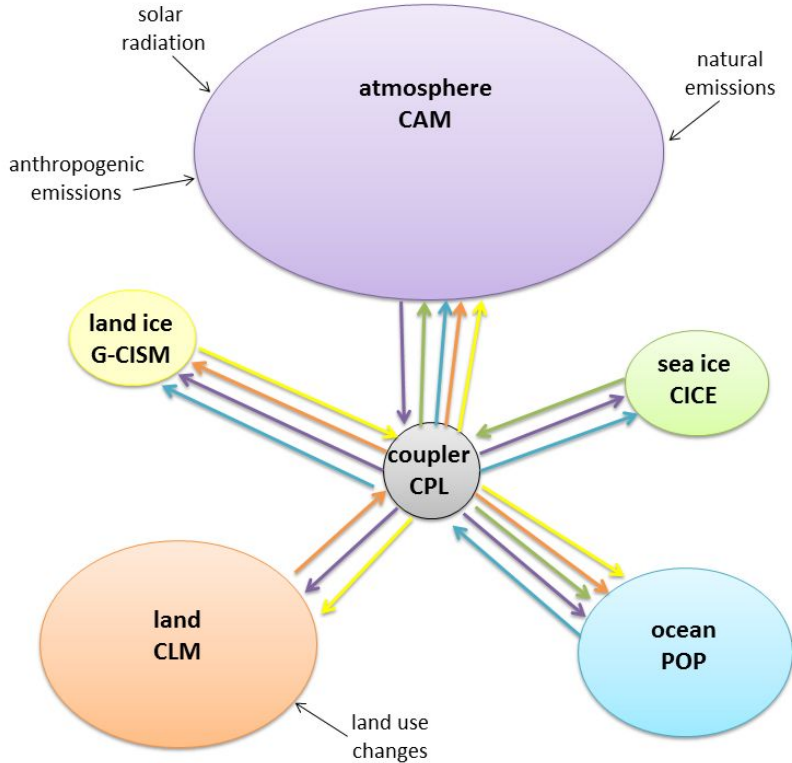 solar
radiation
natural
emissions
atmosphere
CAM
anthropogenic
emissions
land ice
G-CISM
sea ice
CICE
coupler
CPL
land
CLM
ocean
POP
land use
changes